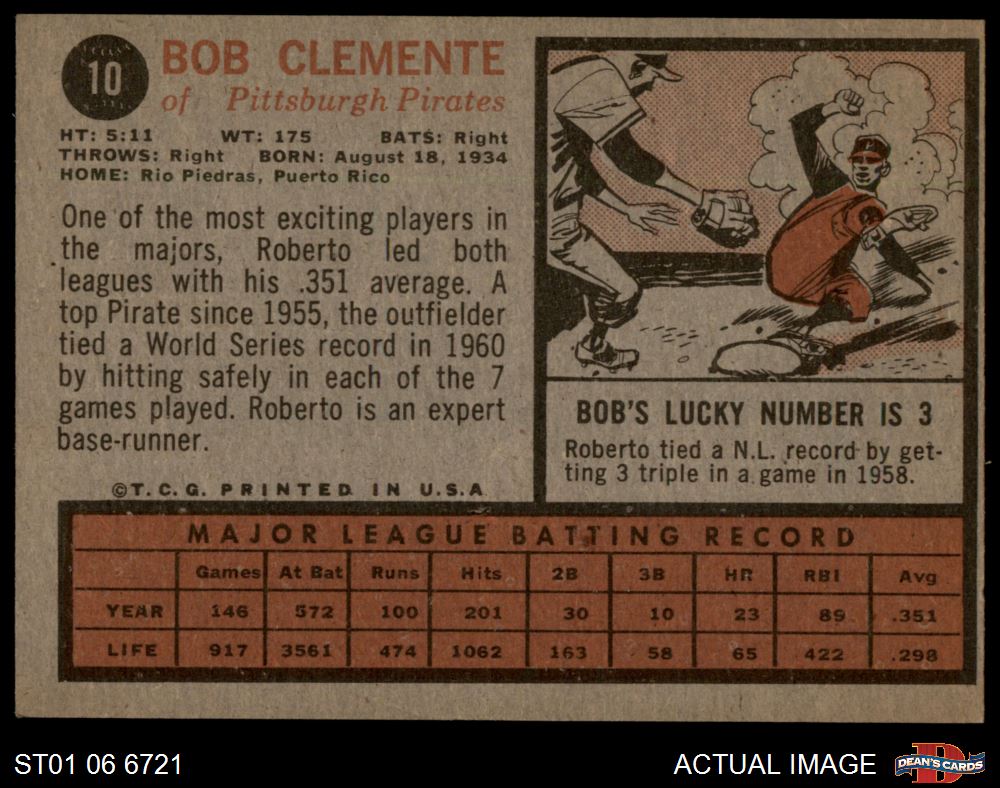 10
BOB CLEMENTE
of Pittsburgh Pirates
HT: 5:11 WT: 175 BATS: Right
THROWS: Right BORN: August 18, 1934
HOME: Rio Piedras, Puerto Rico
One of the most exciting players in
the majors, Roberto led both
leagues with his .351 average. A
top Pirate since 1955, the outfielder
tied a World Series record in 1960
by hitting safely in each of the 7
games played. Roberto is an expert
base-runner.
©T.C.G. PRINTED IN U.S.A
P
BOB'S LUCKY NUMBER IS 3
Roberto tied a N.L. record by get-
ting 3 triple in a game in 1958.
MAJOR LEAGUE BATTING RECORD
Games At Bat Runs Hits 2B 3B HR RBI Avg
YEAR 146 572 100 201 30 10 23 89 .351
LIFE 917 3561 474 1062 163 58 65 422 .298
ST01 06 6721
ACTUAL IMAGE
D
DEAN'S CARDS